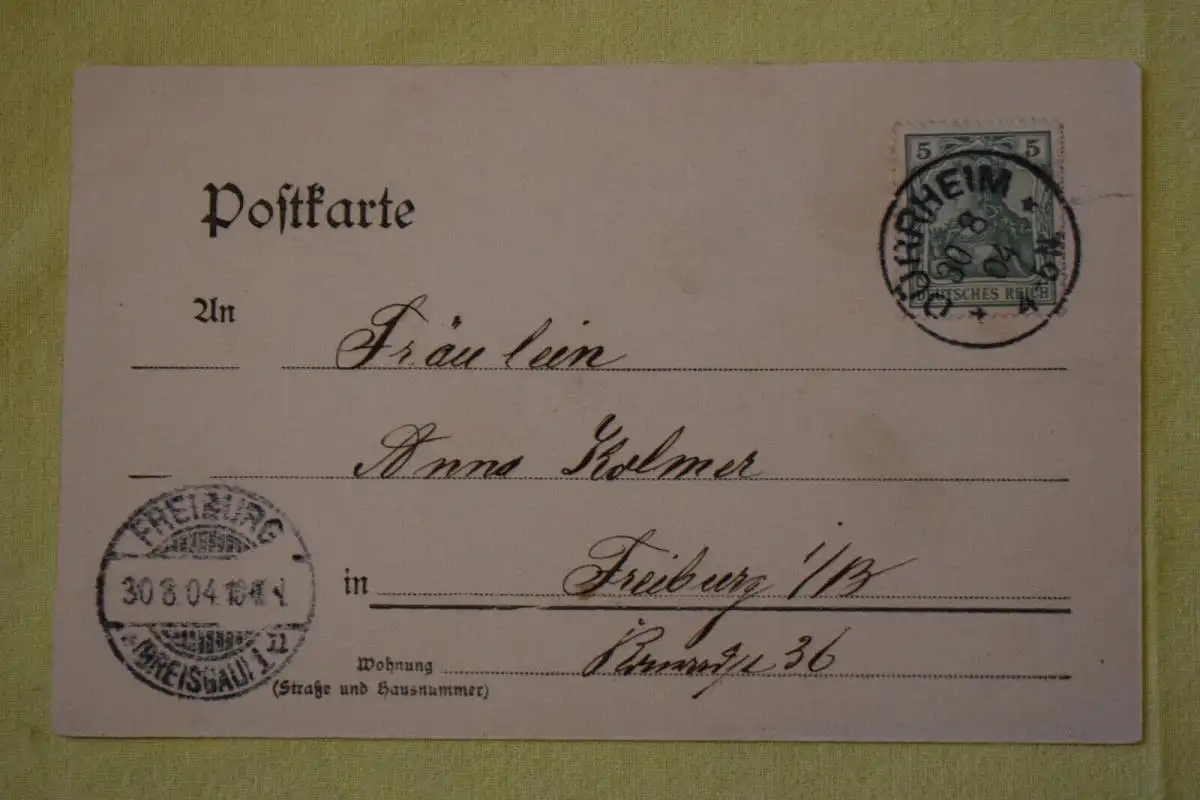 Postkarte
5 5
DÜRRHEIM
30 8
04
N
DEUTSCHES REICH
An
Fräulein
Anna Kolmer
FREIBURG
30 8.04.
(BREISGAU) 1
in Freiburg i/B
Wohnung 36
(Straße und Hausnummer)